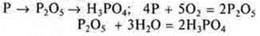 P → P₂O₅ → H₃PO₄; 4P + 5O₂ = 2P₂O₅
P₂O₅ + 3H₂O = 2H₃PO₄